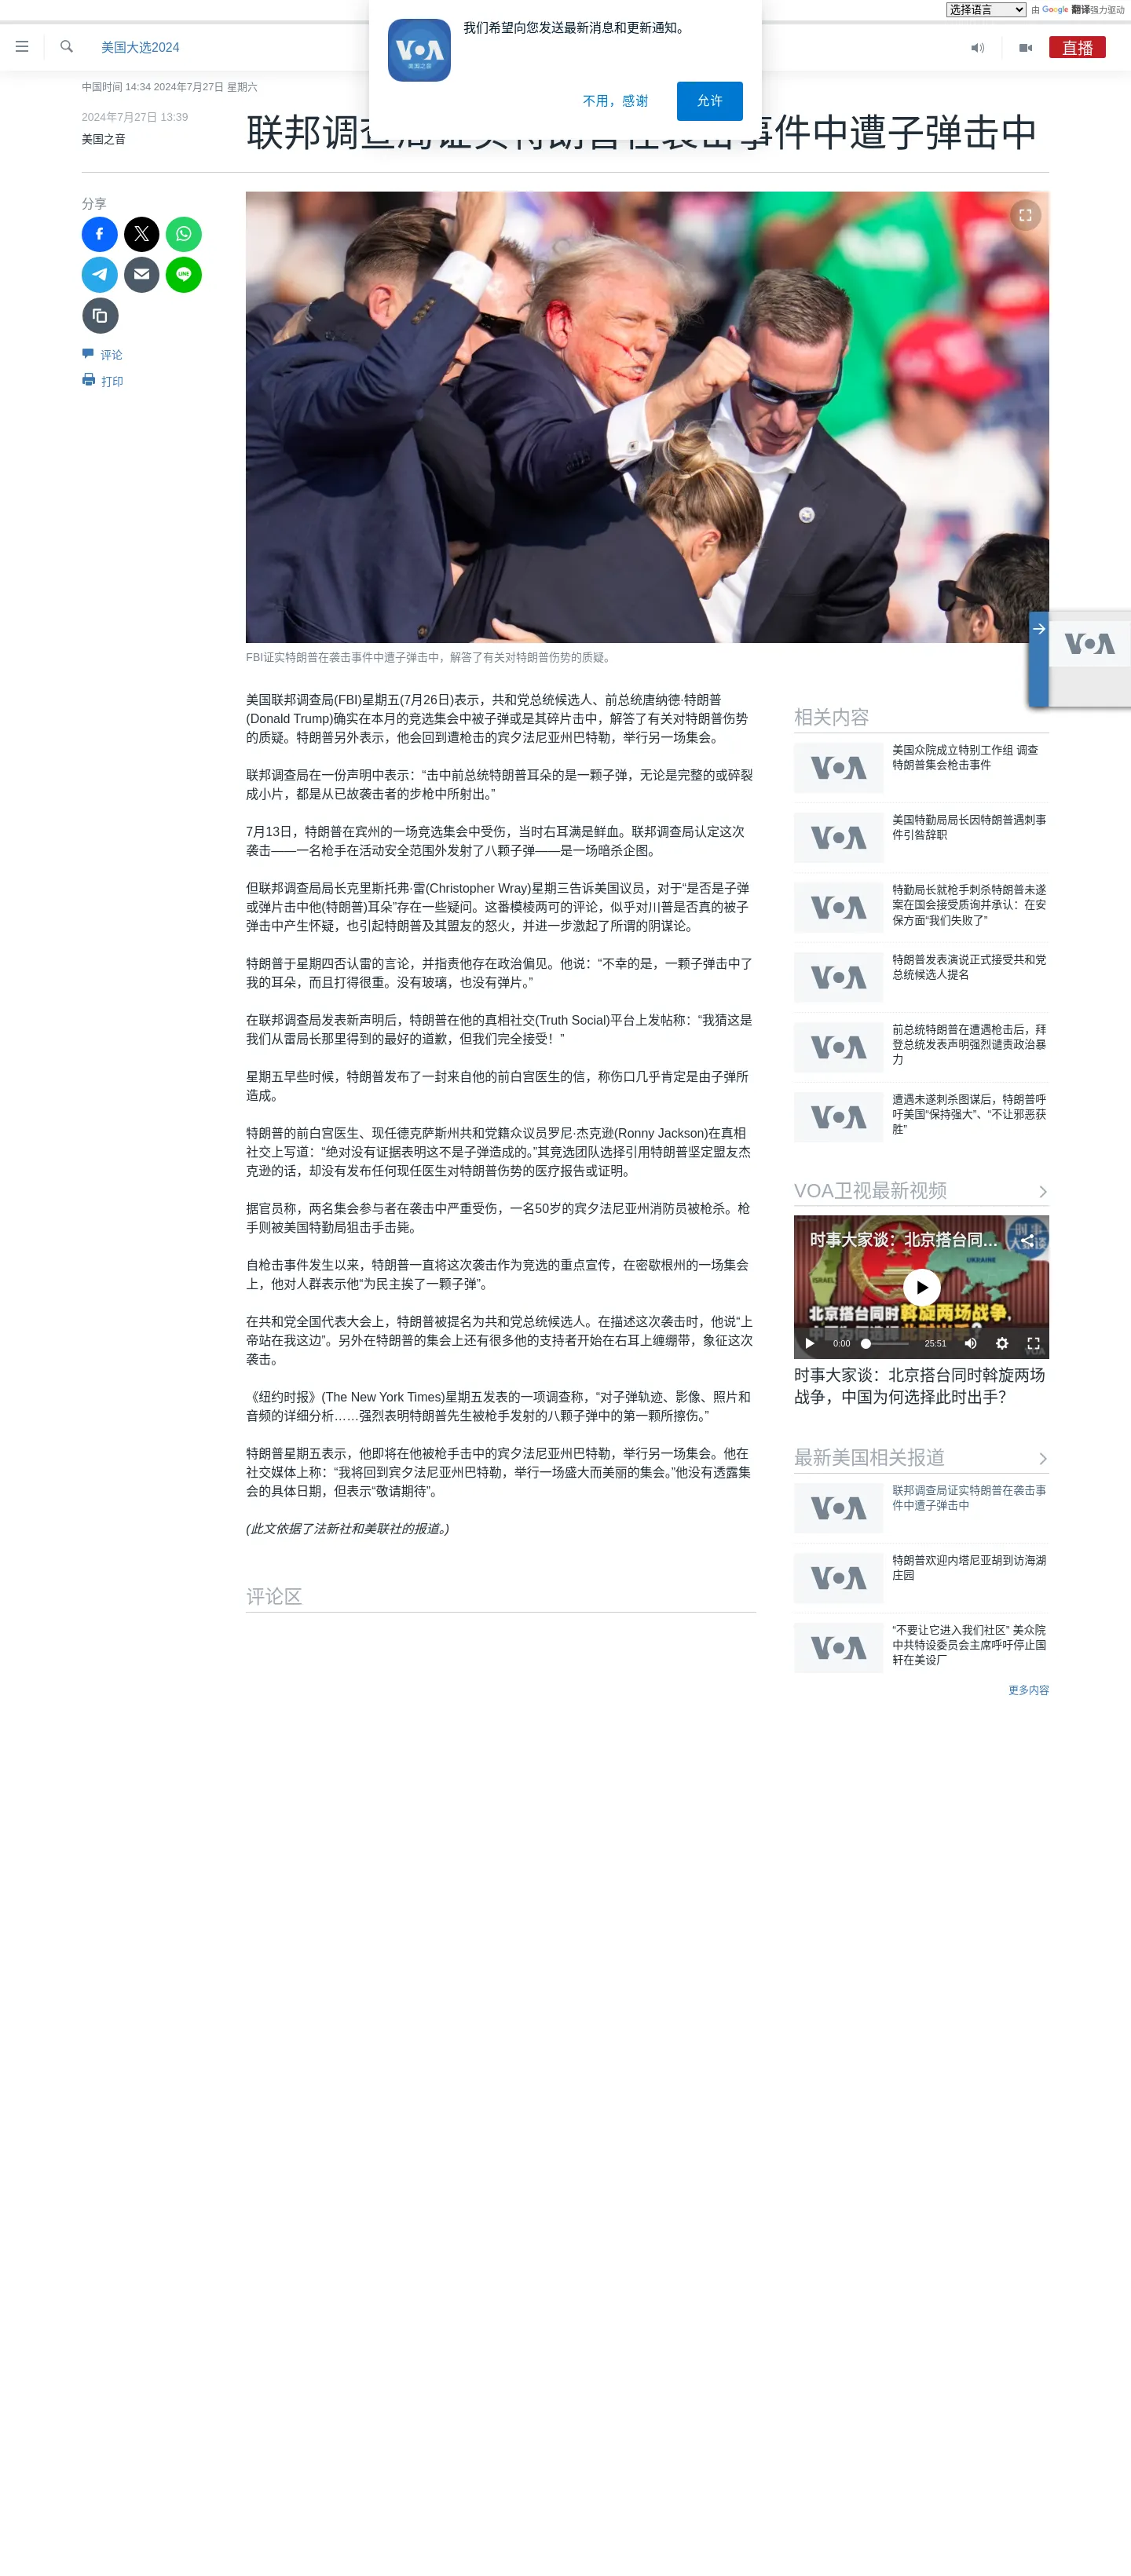 选择语言
由 Google 翻译强力驱动
美国大选2024
我们希望向您发送最新消息和更新通知。
VOA
美国之音
不用，感谢
允许
直播
中国时间 14:34 2024年7月27日 星期六
2024年7月27日 13:39
美国之音
联邦调查局证实特朗普在袭击事件中遭子弹击中
分享
LINE
评论
打印
FBI证实特朗普在袭击事件中遭子弹击中，解答了有关对特朗普伤势的质疑。
VOA
美国联邦调查局(FBI)星期五(7月26日)表示，共和党总统候选人、前总统唐纳德·特朗普
(Donald Trump)确实在本月的竞选集会中被子弹或是其碎片击中，解答了有关对特朗普伤势
的质疑。特朗普另外表示，他会回到遭枪击的宾夕法尼亚州巴特勒，举行另一场集会。
联邦调查局在一份声明中表示：“击中前总统特朗普耳朵的是一颗子弹，无论是完整的或碎裂
成小片，都是从已故袭击者的步枪中所射出。”
7月13日，特朗普在宾州的一场竞选集会中受伤，当时右耳满是鲜血。联邦调查局认定这次
袭击——一名枪手在活动安全范围外发射了八颗子弹——是一场暗杀企图。
但联邦调查局局长克里斯托弗·雷(Christopher Wray)星期三告诉美国议员，对于“是否是子弹
或弹片击中他(特朗普)耳朵”存在一些疑问。这番模棱两可的评论，似乎对川普是否真的被子
弹击中产生怀疑，也引起特朗普及其盟友的怒火，并进一步激起了所谓的阴谋论。
特朗普于星期四否认雷的言论，并指责他存在政治偏见。他说：“不幸的是，一颗子弹击中了
我的耳朵，而且打得很重。没有玻璃，也没有弹片。”
在联邦调查局发表新声明后，特朗普在他的真相社交(Truth Social)平台上发帖称：“我猜这是
我们从雷局长那里得到的最好的道歉，但我们完全接受！”
星期五早些时候，特朗普发布了一封来自他的前白宫医生的信，称伤口几乎肯定是由子弹所
造成。
特朗普的前白宫医生、现任德克萨斯州共和党籍众议员罗尼·杰克逊(Ronny Jackson)在真相
社交上写道：“绝对没有证据表明这不是子弹造成的。”其竞选团队选择引用特朗普坚定盟友杰
克逊的话，却没有发布任何现任医生对特朗普伤势的医疗报告或证明。
据官员称，两名集会参与者在袭击中严重受伤，一名50岁的宾夕法尼亚州消防员被枪杀。枪
手则被美国特勤局狙击手击毙。
自枪击事件发生以来，特朗普一直将这次袭击作为竞选的重点宣传，在密歇根州的一场集会
上，他对人群表示他“为民主挨了一颗子弹”。
在共和党全国代表大会上，特朗普被提名为共和党总统候选人。在描述这次袭击时，他说“上
帝站在我这边”。另外在特朗普的集会上还有很多他的支持者开始在右耳上缠绷带，象征这次
袭击。
《纽约时报》(The New York Times)星期五发表的一项调查称，“对子弹轨迹、影像、照片和
音频的详细分析……强烈表明特朗普先生被枪手发射的八颗子弹中的第一颗所擦伤。”
特朗普星期五表示，他即将在他被枪手击中的宾夕法尼亚州巴特勒，举行另一场集会。他在
社交媒体上称：“我将回到宾夕法尼亚州巴特勒，举行一场盛大而美丽的集会。”他没有透露集
会的具体日期，但表示“敬请期待”。
(此文依据了法新社和美联社的报道。)
评论区
相关内容
VOA
美国众院成立特别工作组 调查
特朗普集会枪击事件
VOA
美国特勤局局长因特朗普遇刺事
件引咎辞职
VOA
特勤局长就枪手刺杀特朗普未遂
案在国会接受质询并承认：在安
保方面“我们失败了”
VOA
特朗普发表演说正式接受共和党
总统候选人提名
VOA
前总统特朗普在遭遇枪击后，拜
登总统发表声明强烈谴责政治暴
力
VOA
遭遇未遂刺杀图谋后，特朗普呼
吁美国“保持强大”、“不让邪恶获
胜”
VOA卫视最新视频
时事大家谈：北京搭台同…
ISRAEL
UKRAINE
北京搭台同时斡旋两场战争，
0:00
25:51
VOA
时事大家谈：北京搭台同时斡旋两场
战争，中国为何选择此时出手？
最新美国相关报道
VOA
联邦调查局证实特朗普在袭击事
件中遭子弹击中
VOA
特朗普欢迎内塔尼亚胡到访海湖
庄园
VOA
“不要让它进入我们社区” 美众院
中共特设委员会主席呼吁停止国
轩在美设厂
更多内容